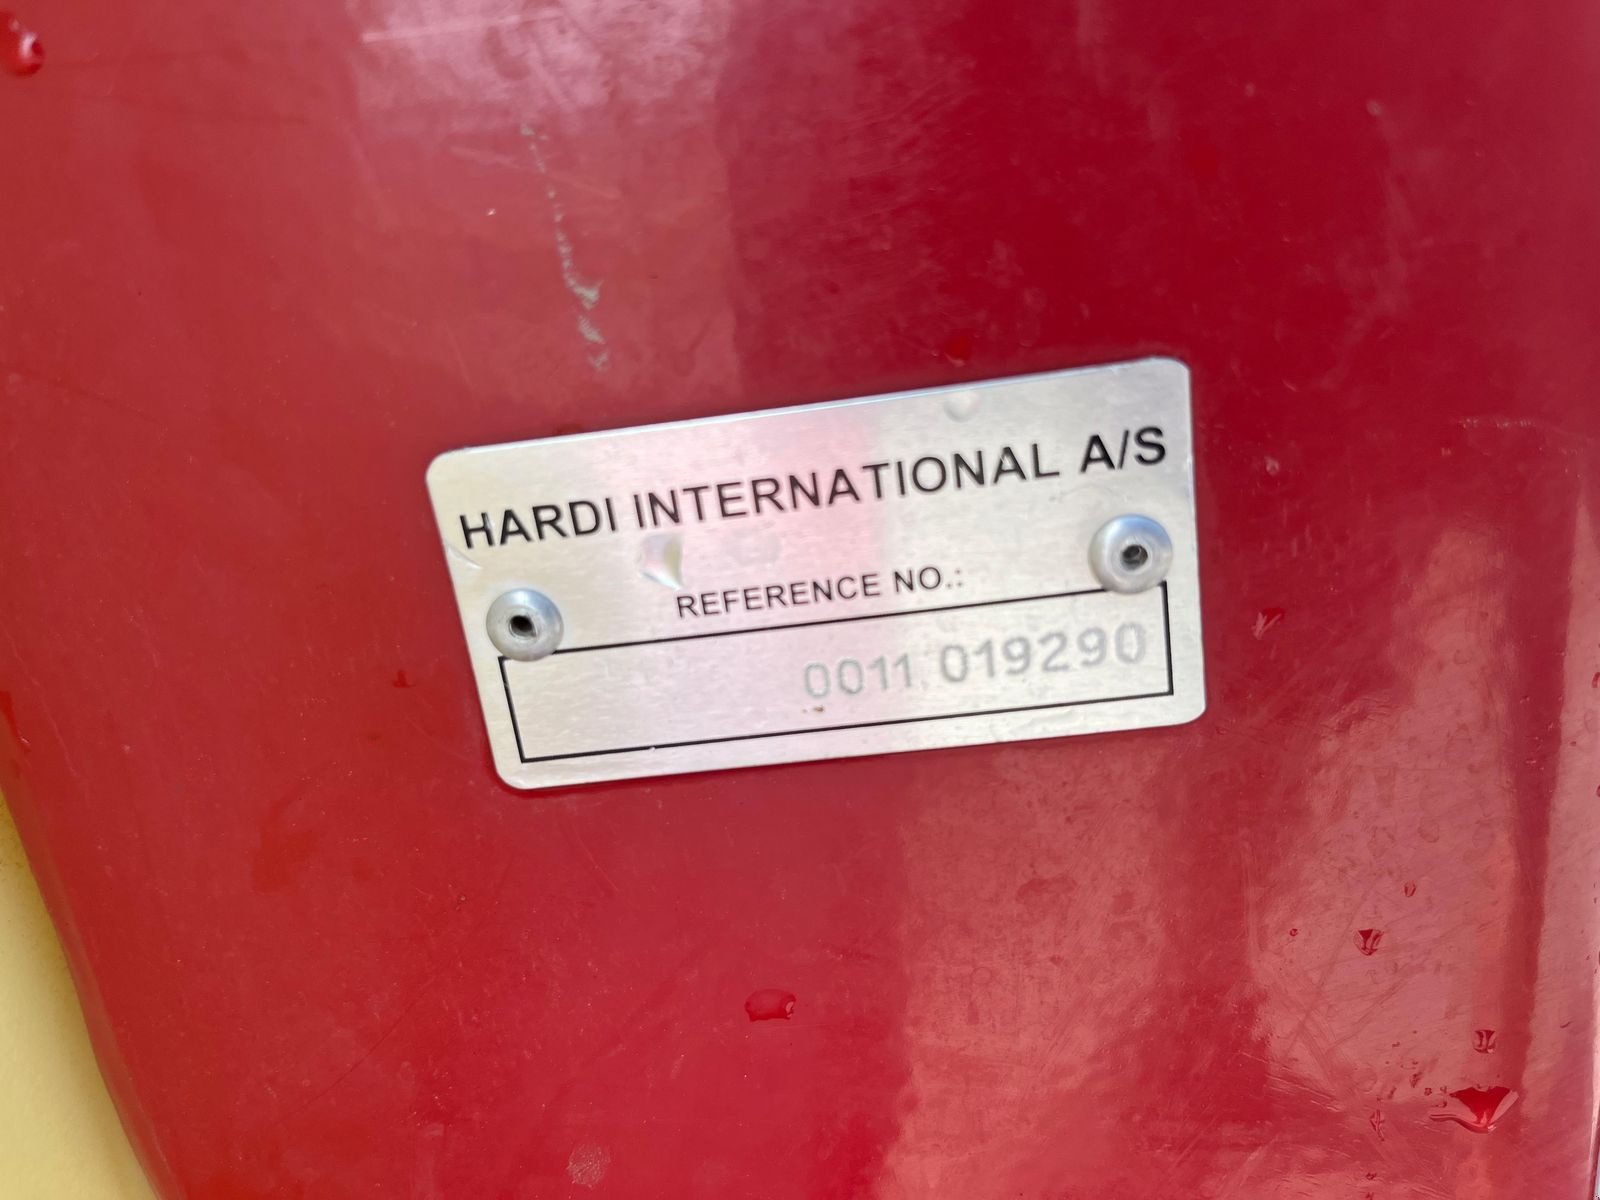 HARDI INTERNATIONAL A/S
REFERENCE NO.:
0011 019290